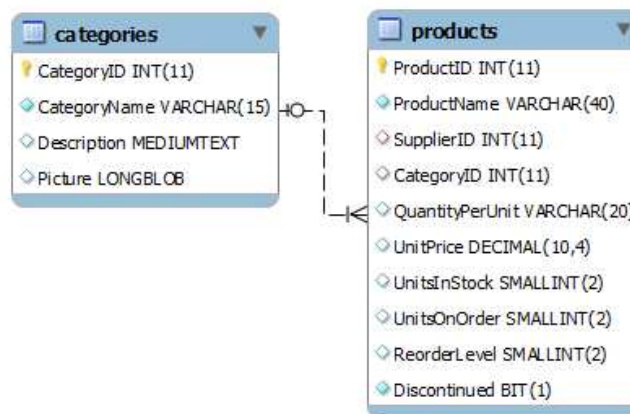 categories
CategoryID INT(11)
CategoryName VARCHAR(15)
Description MEDIUMTEXT
Picture LONGBLOB
products
ProductID INT(11)
ProductName VARCHAR(40)
SupplierID INT(11)
CategoryID INT(11)
QuantityPerUnit VARCHAR(20)
UnitPrice DECIMAL(10,4)
UnitsInStock SMALLINT(2)
UnitsOnOrder SMALLINT(2)
ReorderLevel SMALLINT(2)
Discontinued BIT(1)